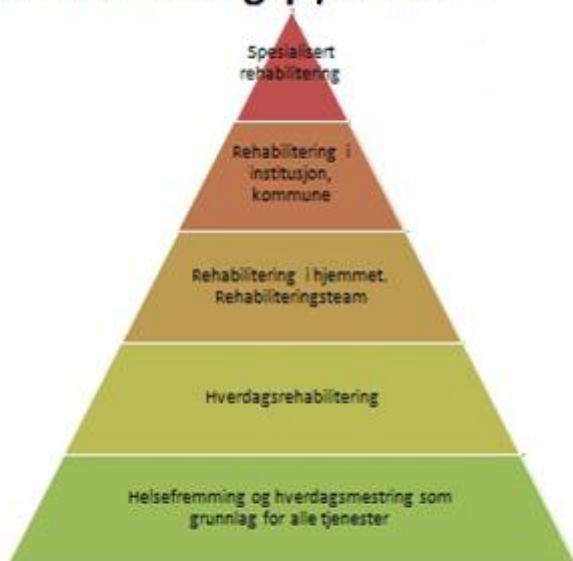 Spesialisert
rehabilitering
Rehabilitering i
institusjon,
kommune
Rehabilitering i hjemmet.
Rehabiliteringsteam
Hverdagsrehabilitering
Helsefremming og hverdagsmestring som
grunnlag for alle tjenester